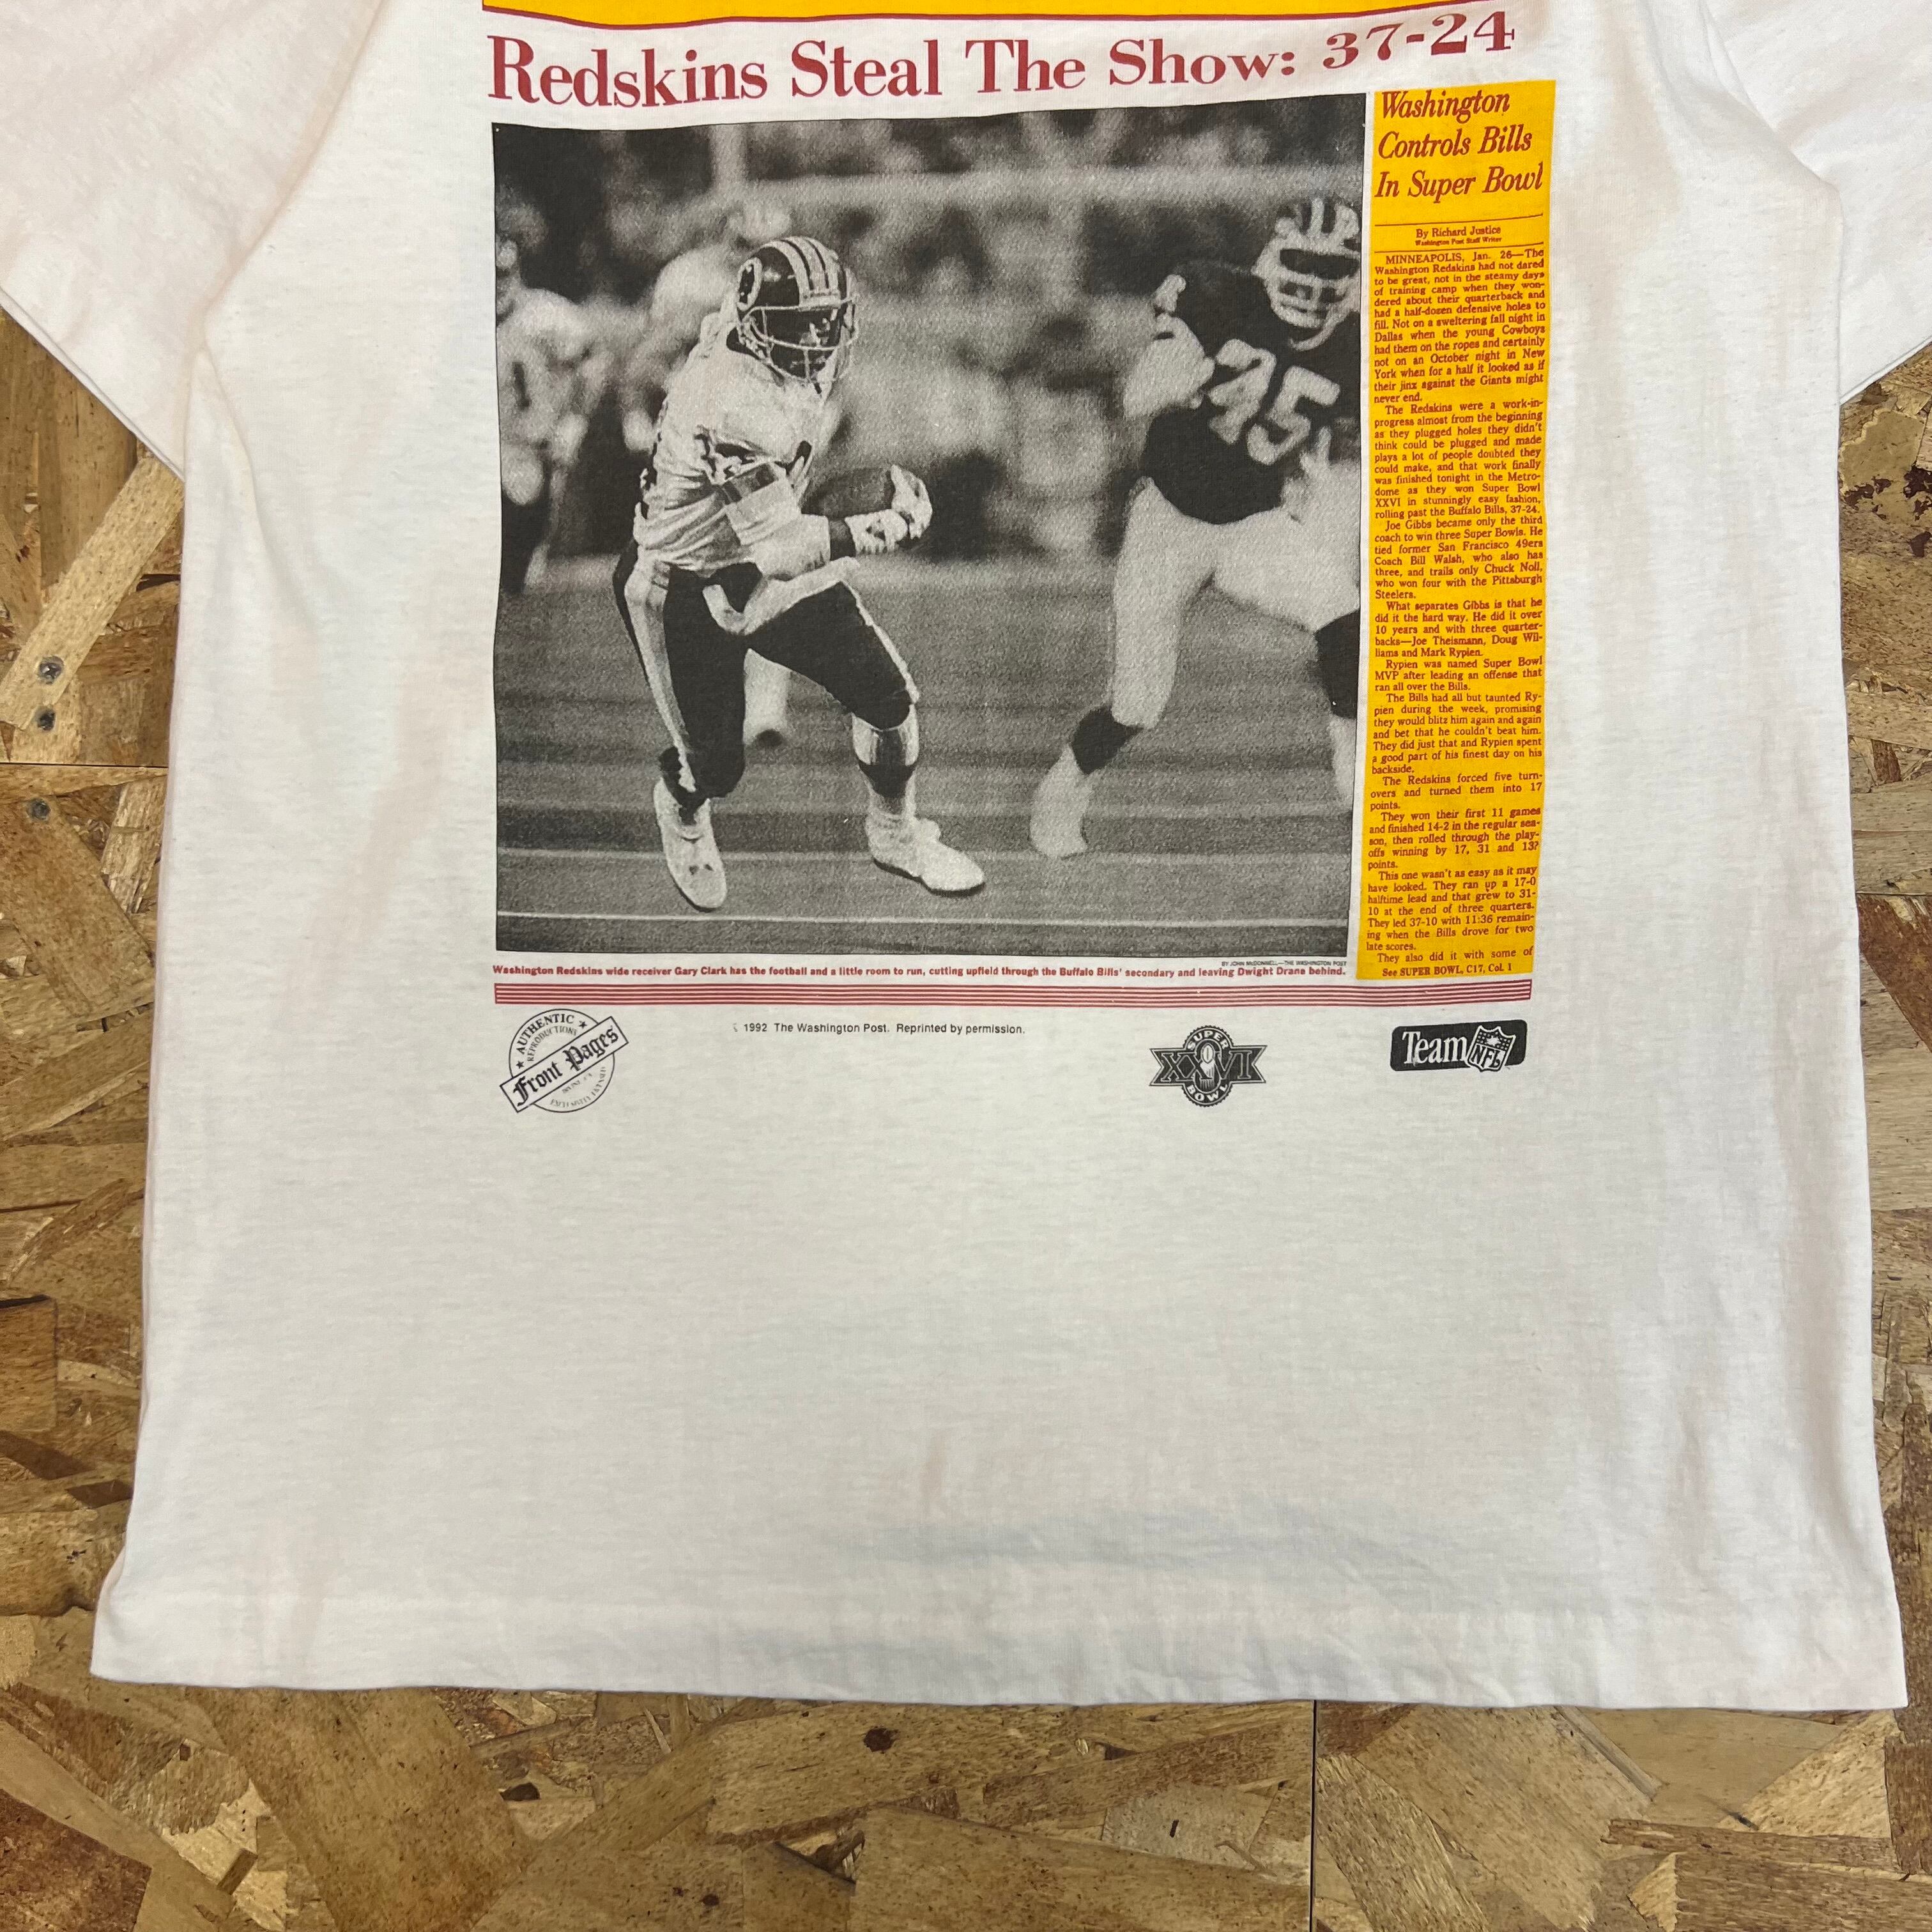 Redskins Steal The Show: 37-24
Washington
Controls Bills
In Super Bowl
By Richard Justice
Washington Post Staff Writer
MINNEAPOLIS, Jan. 26—The
Washington Redskins had not dared
to be great, not in the steamy days
of training camp when they won-
dered about their quarterback and
had a half-dozen defensive holes to
fill. Not on a sweltering fall night in
Dallas when the young Cowboys
had them on the ropes and certainly
not on an October night in New
York when for a half it looked as if
their jinx against the Giants might
never end.
The Redskins were a work-in-
progress almost from the beginning
as they plugged holes they didn't
think could be plugged and made
plays a lot of people doubted they
could make, and that work finally
was finished tonight in the Metro-
dome as they won Super Bowl
XXVI in stunningly easy fashion,
rolling past the Buffalo Bills, 37-24.
Joe Gibbs became only the third
coach to win three Super Bowls. He
tied former San Francisco 49ers
Coach Bill Walsh, who also has
three, and trails only Chuck Noll,
who won four with the Pittsburgh
Steelers.
What separates Gibbs is that he
did it the hard way. He did it over
10 years and with three quarter-
backs—Joe Theismann, Doug Wil-
liams and Mark Rypien.
Rypien was named Super Bowl
MVP after leading an offense that
ran all over the Bills.
The Bills had all but taunted Ry-
pien during the week, promising
they would blitz him again and again
and bet that he couldn't beat him.
They did just that and Rypien spent
a good part of his finest day on his
backside.
The Redskins forced five turn-
overs and turned them into 17
points.
They won their first 11 games
and finished 14-2 in the regular sea-
son, then rolled through the play-
offs winning by 17, 31 and 13?
points.
This one wasn't as easy as it may
have looked. They ran up a 17-0
halftime lead and that grew to 31-
10 at the end of three quarters.
They led 37-10 with 11:36 remain-
ing when the Bills drove for two
late scores.
They also did it with some of
See SUPER BOWL, C17, Col. 1
45
BY JOHN McDONNELL—THE WASHINGTON POST
Washington Redskins wide receiver Gary Clark has the football and a little room to run, cutting upfield through the Buffalo Bills' secondary and leaving Dwight Drane behind.
AUTHENTIC
REPRODUCTIONS
Front Pages
1992 The Washington Post. Reprinted by permission.
SUPER
XXVI
BOWL
Team NFL